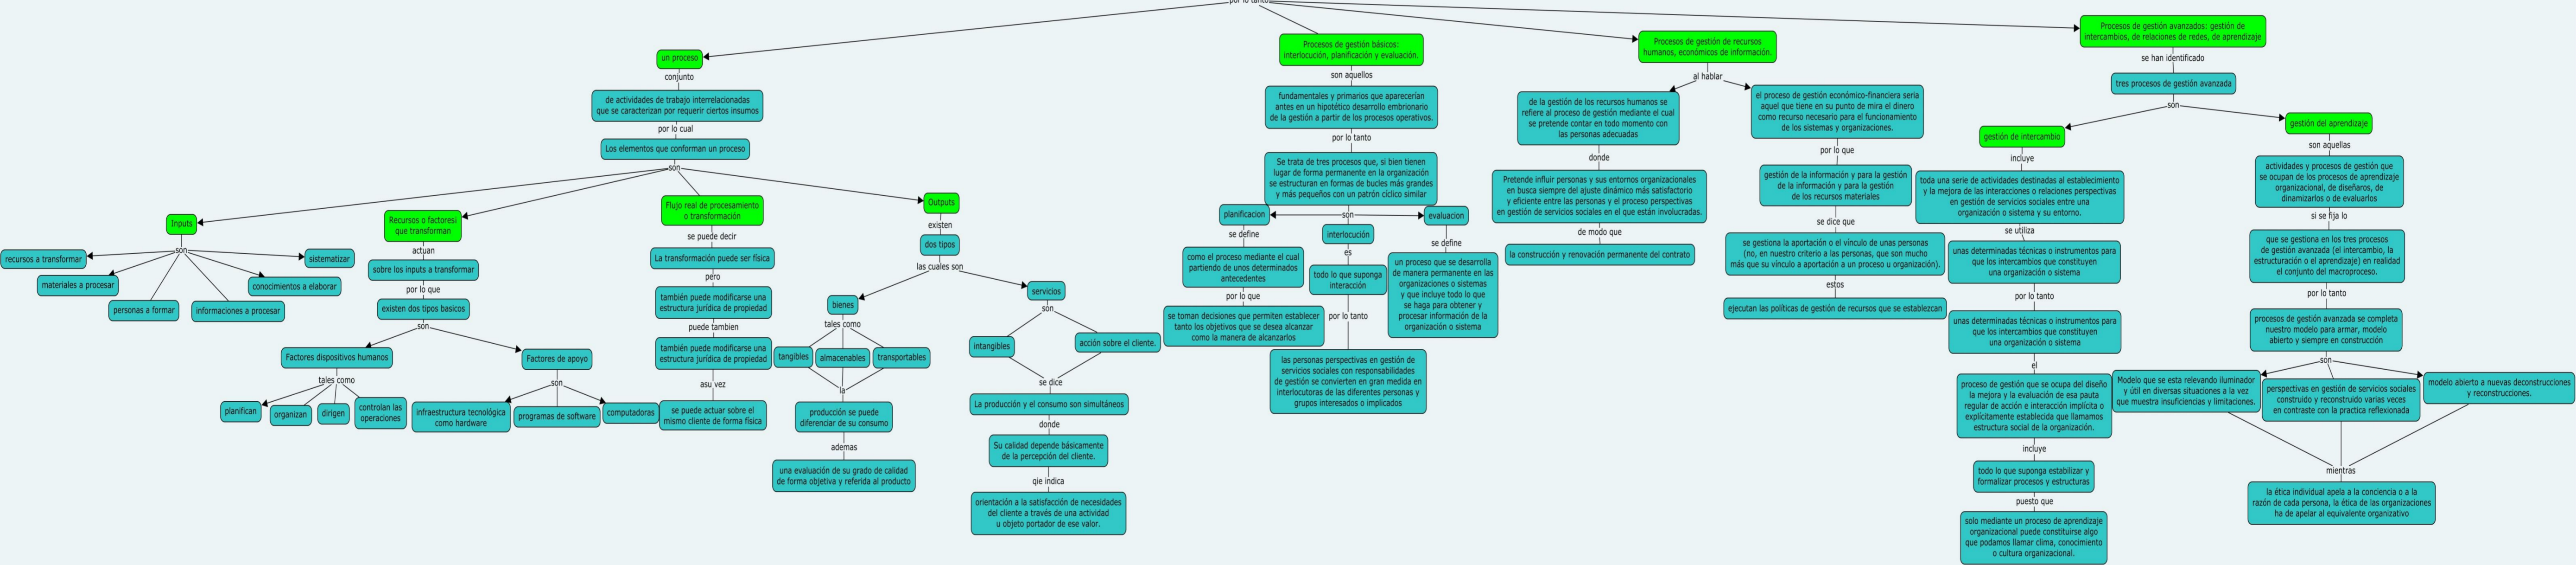 por lo tanto
un proceso
conjunto
de actividades de trabajo interrelacionadas
que se caracterizan por requerir ciertos insumos
por lo cual
Los elementos que conforman un proceso
son
Inputs
son
recursos a transformar
materiales a procesar
personas a formar
informaciones a procesar
conocimientos a elaborar
sistematizar
Recursos o factoresi
que transforman
actuan
sobre los inputs a transformar
por lo que
existen dos tipos basicos
son
Factores dispositivos humanos
tales como
planifican
organizan
dirigen
controlan las
operaciones
Factores de apoyo
son
infraestructura tecnológica
como hardware
programas de software
computadoras
Flujo real de procesamiento
o transformación
se puede decir
La transformación puede ser física
pero
también puede modificarse una
estructura jurídica de propiedad
puede tambien
también puede modificarse una
estructura jurídica de propiedad
asu vez
se puede actuar sobre el
mismo cliente de forma física
Outputs
existen
dos tipos
las cuales son
bienes
tales como
tangibles
almacenables
transportables
la
producción se puede
diferenciar de su consumo
ademas
una evaluación de su grado de calidad
de forma objetiva y referida al producto
servicios
son
intangibles
acción sobre el cliente.
se dice
La producción y el consumo son simultáneos
donde
Su calidad depende básicamente
de la percepción del cliente.
qie indica
orientación a la satisfacción de necesidades
del cliente a través de una actividad
u objeto portador de ese valor.
Procesos de gestión básicos:
interlocución, planificación y evaluación.
son aquellos
fundamentales y primarios que aparecerían
antes en un hipotético desarrollo embrionario
de la gestión a partir de los procesos operativos.
por lo tanto
Se trata de tres procesos que, si bien tienen
lugar de forma permanente en la organización
se estructuran en formas de bucles más grandes
y más pequeños con un patrón cíclico similar
son
planificacion
se define
como el proceso mediante el cual
partiendo de unos determinados
antecedentes
por lo que
se toman decisiones que permiten establecer
tanto los objetivos que se desea alcanzar
como la manera de alcanzarlos
interlocución
es
todo lo que suponga
interacción
por lo tanto
las personas perspectivas en gestión de
servicios sociales con responsabilidades
de gestión se convierten en gran medida en
interlocutoras de las diferentes personas y
grupos interesados o implicados
evaluacion
se define
un proceso que se desarrolla
de manera permanente en las
organizaciones o sistemas
y que incluye todo lo que
se haga para obtener y
procesar información de la
organización o sistema
Procesos de gestión de recursos
humanos, económicos de información.
al hablar
de la gestión de los recursos humanos se
refiere al proceso de gestión mediante el cual
se pretende contar en todo momento con
las personas adecuadas
donde
Pretende influir personas y sus entornos organizacionales
en busca siempre del ajuste dinámico más satisfactorio
y eficiente entre las personas y el proceso perspectivas
en gestión de servicios sociales en el que están involucradas.
de modo que
la construcción y renovación permanente del contrato
el proceso de gestión económico-financiera seria
aquel que tiene en su punto de mira el dinero
como recurso necesario para el funcionamiento
de los sistemas y organizaciones.
por lo que
gestión de la información y para la gestión
de la información y para la gestión
de los recursos materiales
se dice que
se gestiona la aportación o el vínculo de unas personas
(no, en nuestro criterio a las personas, que son mucho
más que su vínculo a aportación a un proceso u organización).
estos
ejecutan las políticas de gestión de recursos que se establezcan
Procesos de gestión avanzados: gestión de
intercambios, de relaciones de redes, de aprendizaje
se han identificado
tres procesos de gestión avanzada
son
gestión de intercambio
incluye
toda una serie de actividades destinadas al establecimiento
y la mejora de las interacciones o relaciones perspectivas
en gestión de servicios sociales entre una
organización o sistema y su entorno.
se utiliza
unas determinadas técnicas o instrumentos para
que los intercambios que constituyen
una organización o sistema
por lo tanto
unas determinadas técnicas o instrumentos para
que los intercambios que constituyen
una organización o sistema
el
proceso de gestión que se ocupa del diseño
la mejora y la evaluación de esa pauta
regular de acción e interacción implícita o
explícitamente establecida que llamamos
estructura social de la organización.
incluye
todo lo que suponga estabilizar y
formalizar procesos y estructuras
puesto que
solo mediante un proceso de aprendizaje
organizacional puede constituirse algo
que podamos llamar clima, conocimiento
o cultura organizacional.
gestión del aprendizaje
son aquellas
actividades y procesos de gestión que
se ocupan de los procesos de aprendizaje
organizacional, de diseñaros, de
dinamizarlos o de evaluarlos
si se fija lo
que se gestiona en los tres procesos
de gestión avanzada (el intercambio, la
estructuración o el aprendizaje) en realidad
el conjunto del macroproceso.
por lo tanto
procesos de gestión avanzada se completa
nuestro modelo para armar, modelo
abierto y siempre en construcción
son
Modelo que se esta relevando iluminador
y útil en diversas situaciones a la vez
que muestra insuficiencias y limitaciones.
perspectivas en gestión de servicios sociales
construido y reconstruido varias veces
en contraste con la practica reflexionada
modelo abierto a nuevas deconstrucciones
y reconstrucciones.
mientras
la ética individual apela a la conciencia o a la
razón de cada persona, la ética de las organizaciones
ha de apelar al equivalente organizativo